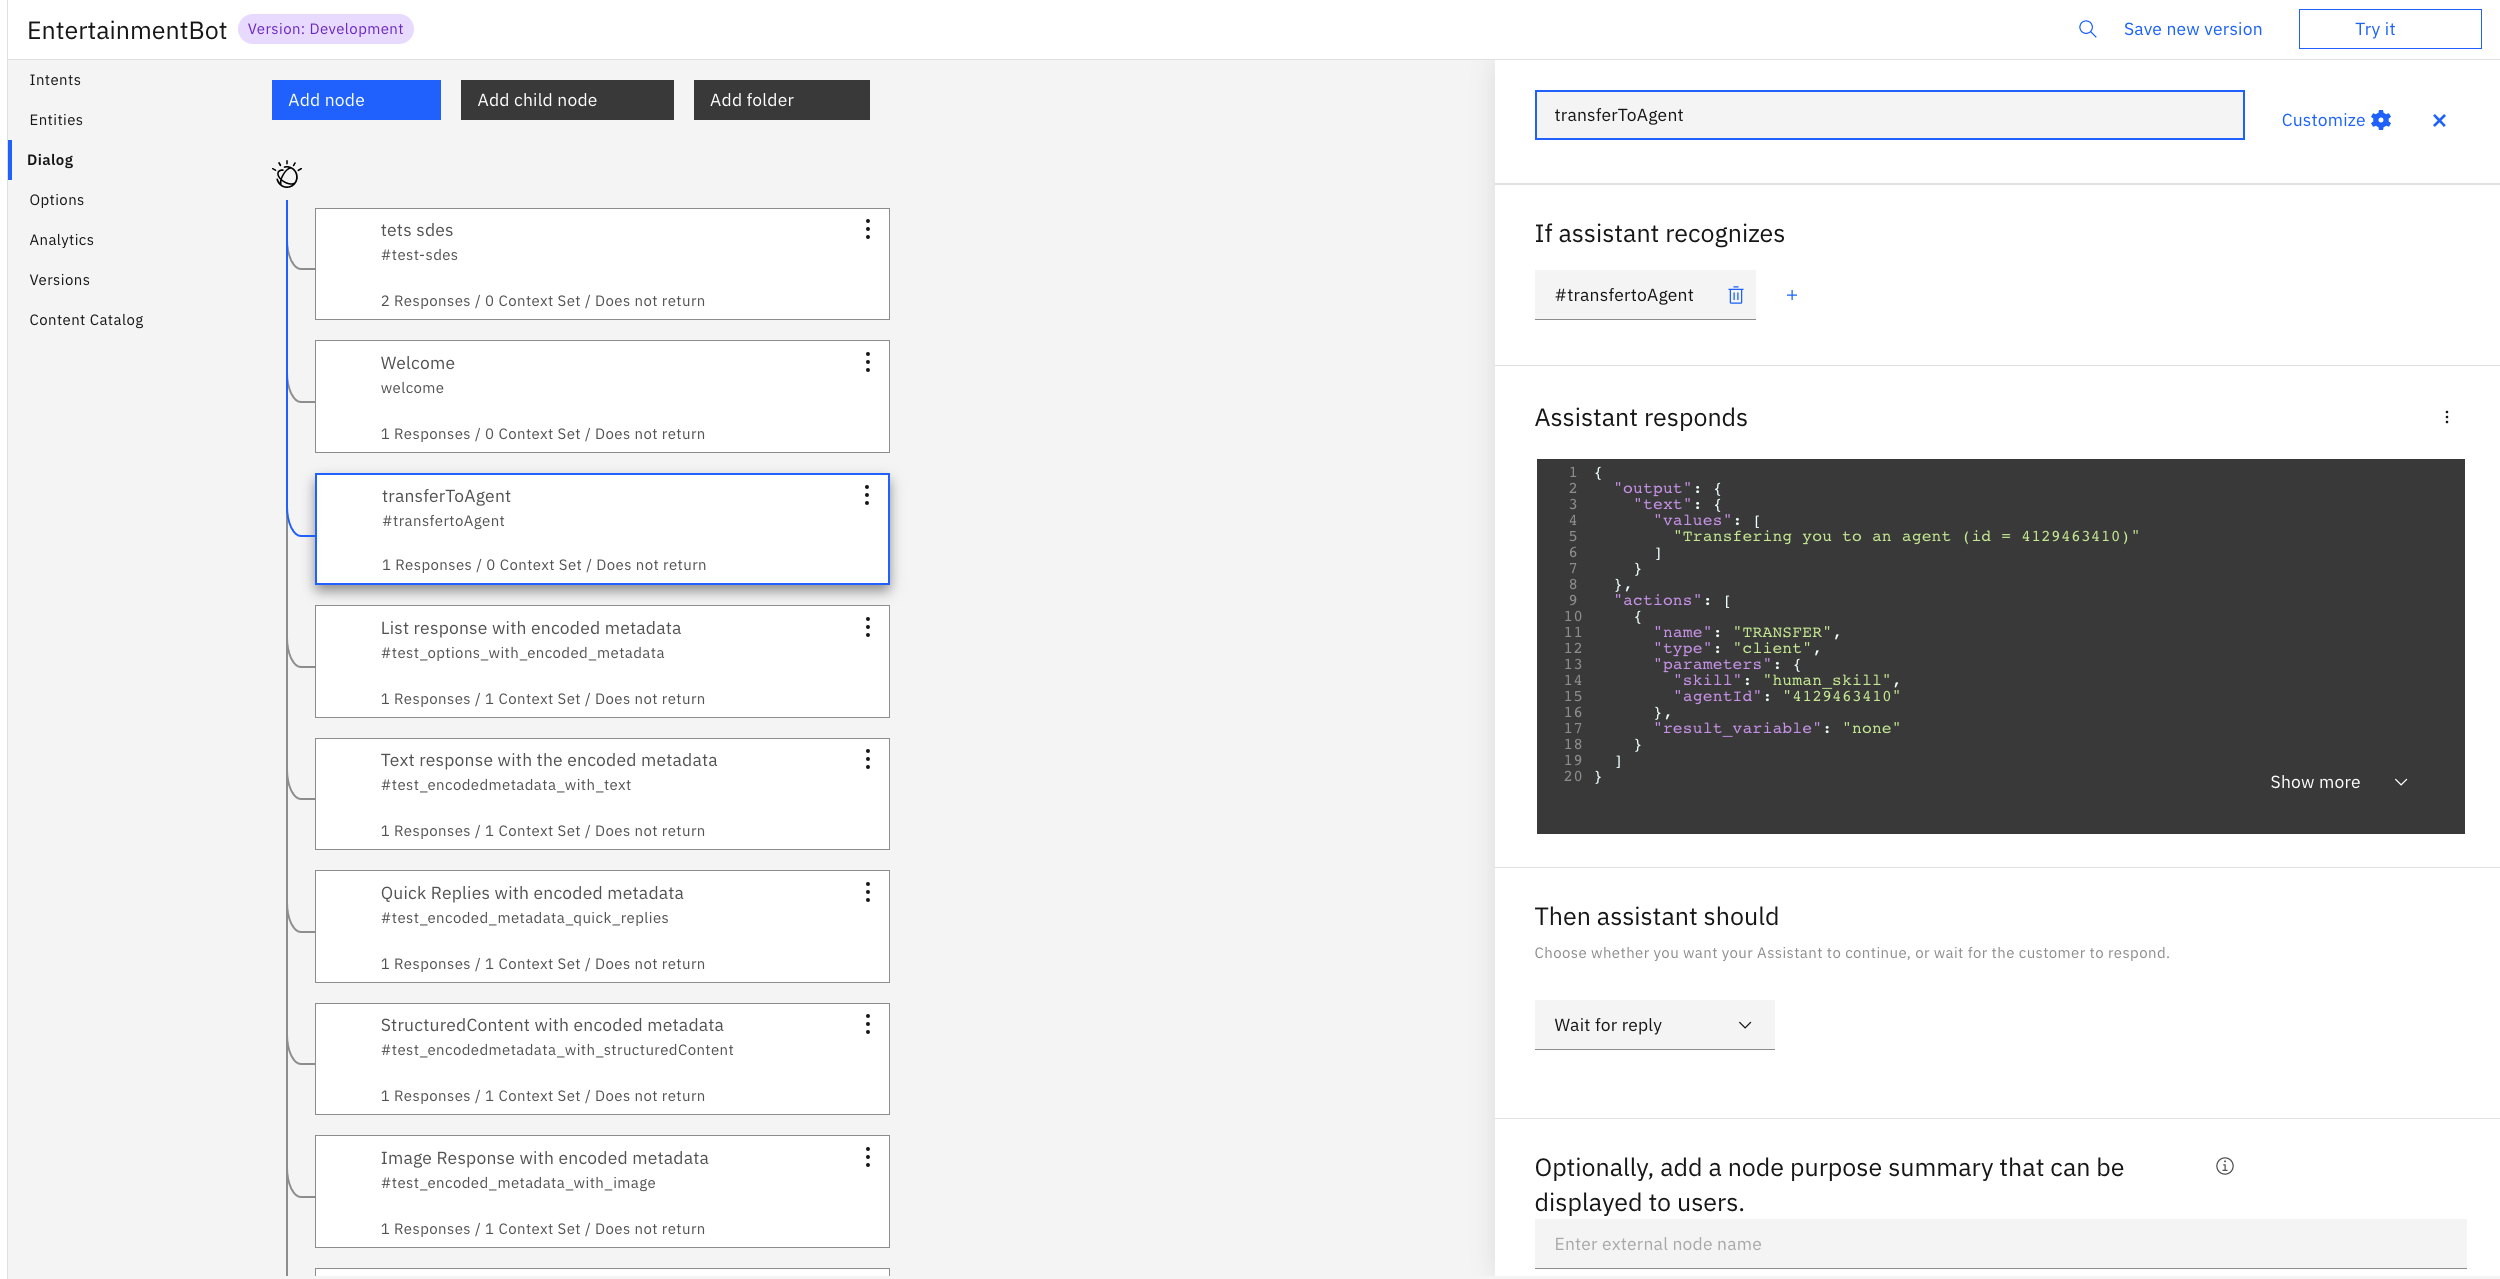 EntertainmentBot
Version: Development
Save new version
Try it
Intents
Entities
Dialog
Options
Analytics
Versions
Content Catalog
Add node
Add child node
Add folder
tets sdes
#test-sdes
2 Responses / 0 Context Set / Does not return
Welcome
welcome
1 Responses / 0 Context Set / Does not return
transferToAgent
#transfertoAgent
1 Responses / 0 Context Set / Does not return
List response with encoded metadata
#test_options_with_encoded_metadata
1 Responses / 1 Context Set / Does not return
Text response with the encoded metadata
#test_encodedmetadata_with_text
1 Responses / 1 Context Set / Does not return
Quick Replies with encoded metadata
#test_encoded_metadata_quick_replies
1 Responses / 1 Context Set / Does not return
StructuredContent with encoded metadata
#test_encodedmetadata_with_structuredContent
1 Responses / 1 Context Set / Does not return
Image Response with encoded metadata
#test_encoded_metadata_with_image
1 Responses / 1 Context Set / Does not return
transferToAgent
Customize
If assistant recognizes
#transfertoAgent
+
Assistant responds
1 {
2 "output": {
3 "text": {
4 "values": [
5 "Transfering you to an agent (id = 4129463410)"
6 ]
7 }
8 },
9 "actions": [
10 {
11 "name": "TRANSFER",
12 "type": "client",
13 "parameters": {
14 "skill": "human_skill",
15 "agentId": "4129463410"
16 },
17 "result_variable": "none"
18 }
19 ]
20 }
Show more
Then assistant should
Choose whether you want your Assistant to continue, or wait for the customer to respond.
Wait for reply
Optionally, add a node purpose summary that can be
displayed to users.
Enter external node name